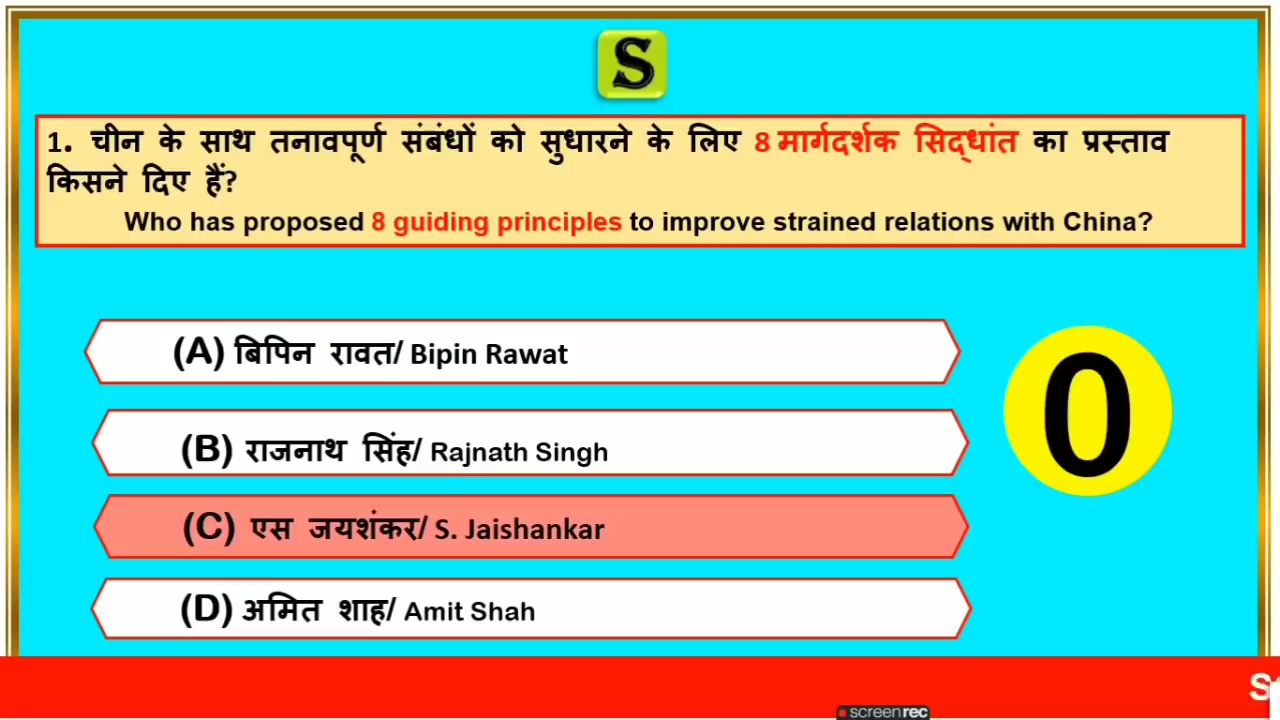 S
1. चीन के साथ तनावपूर्ण संबंधों को सुधारने के लिए 8 मार्गदर्शक सिद्धांत का प्रस्ताव
किसने दिए हैं?
Who has proposed 8 guiding principles to improve strained relations with China?
(A) बिपिन रावत/ Bipin Rawat
0
(B) राजनाथ सिंह/ Rajnath Singh
(C) एस जयशंकर/ S. Jaishankar
(D) अमित शाह/ Amit Shah
S
screenrec